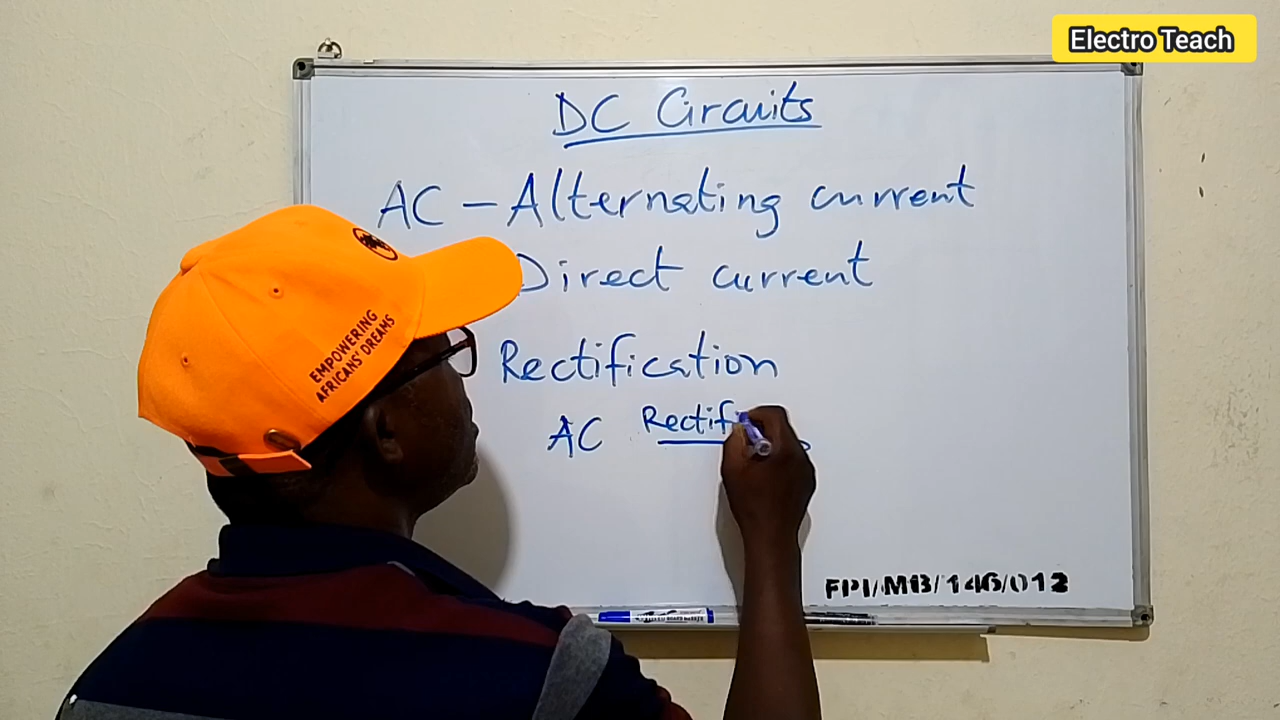 Electro Teach
DC Circuits
AC – Alternating current
Direct current
Rectification
AC Rectif
EMPOWERING
AFRICANS' DREAMS
FPI/MB/146/012